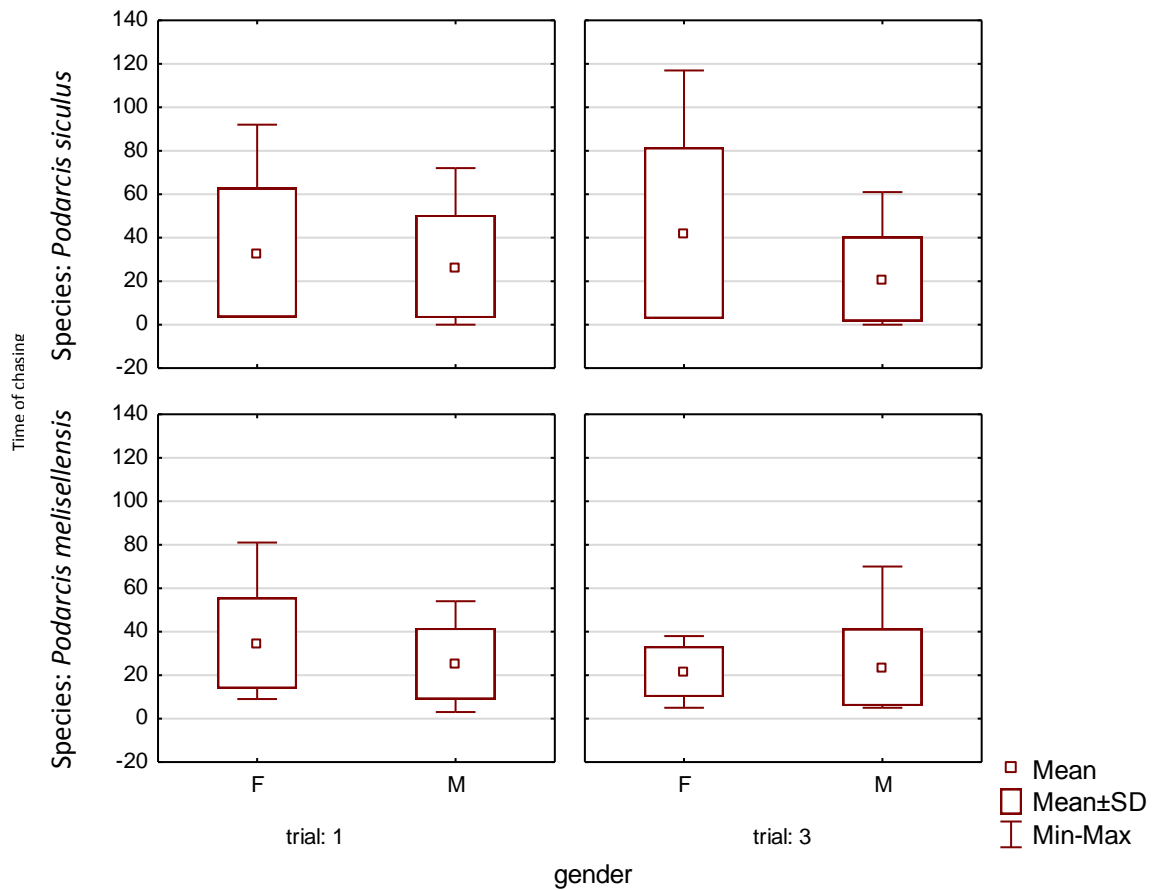 Time of chasing
Species: Podarcis siculus
140
120
100
80
60
40
20
0
-20
Species: Podarcis melisellensis
140
120
100
80
60
40
20
0
-20
F
M
F
M
trial: 1
trial: 3
gender
Mean
Mean±SD
Min-Max